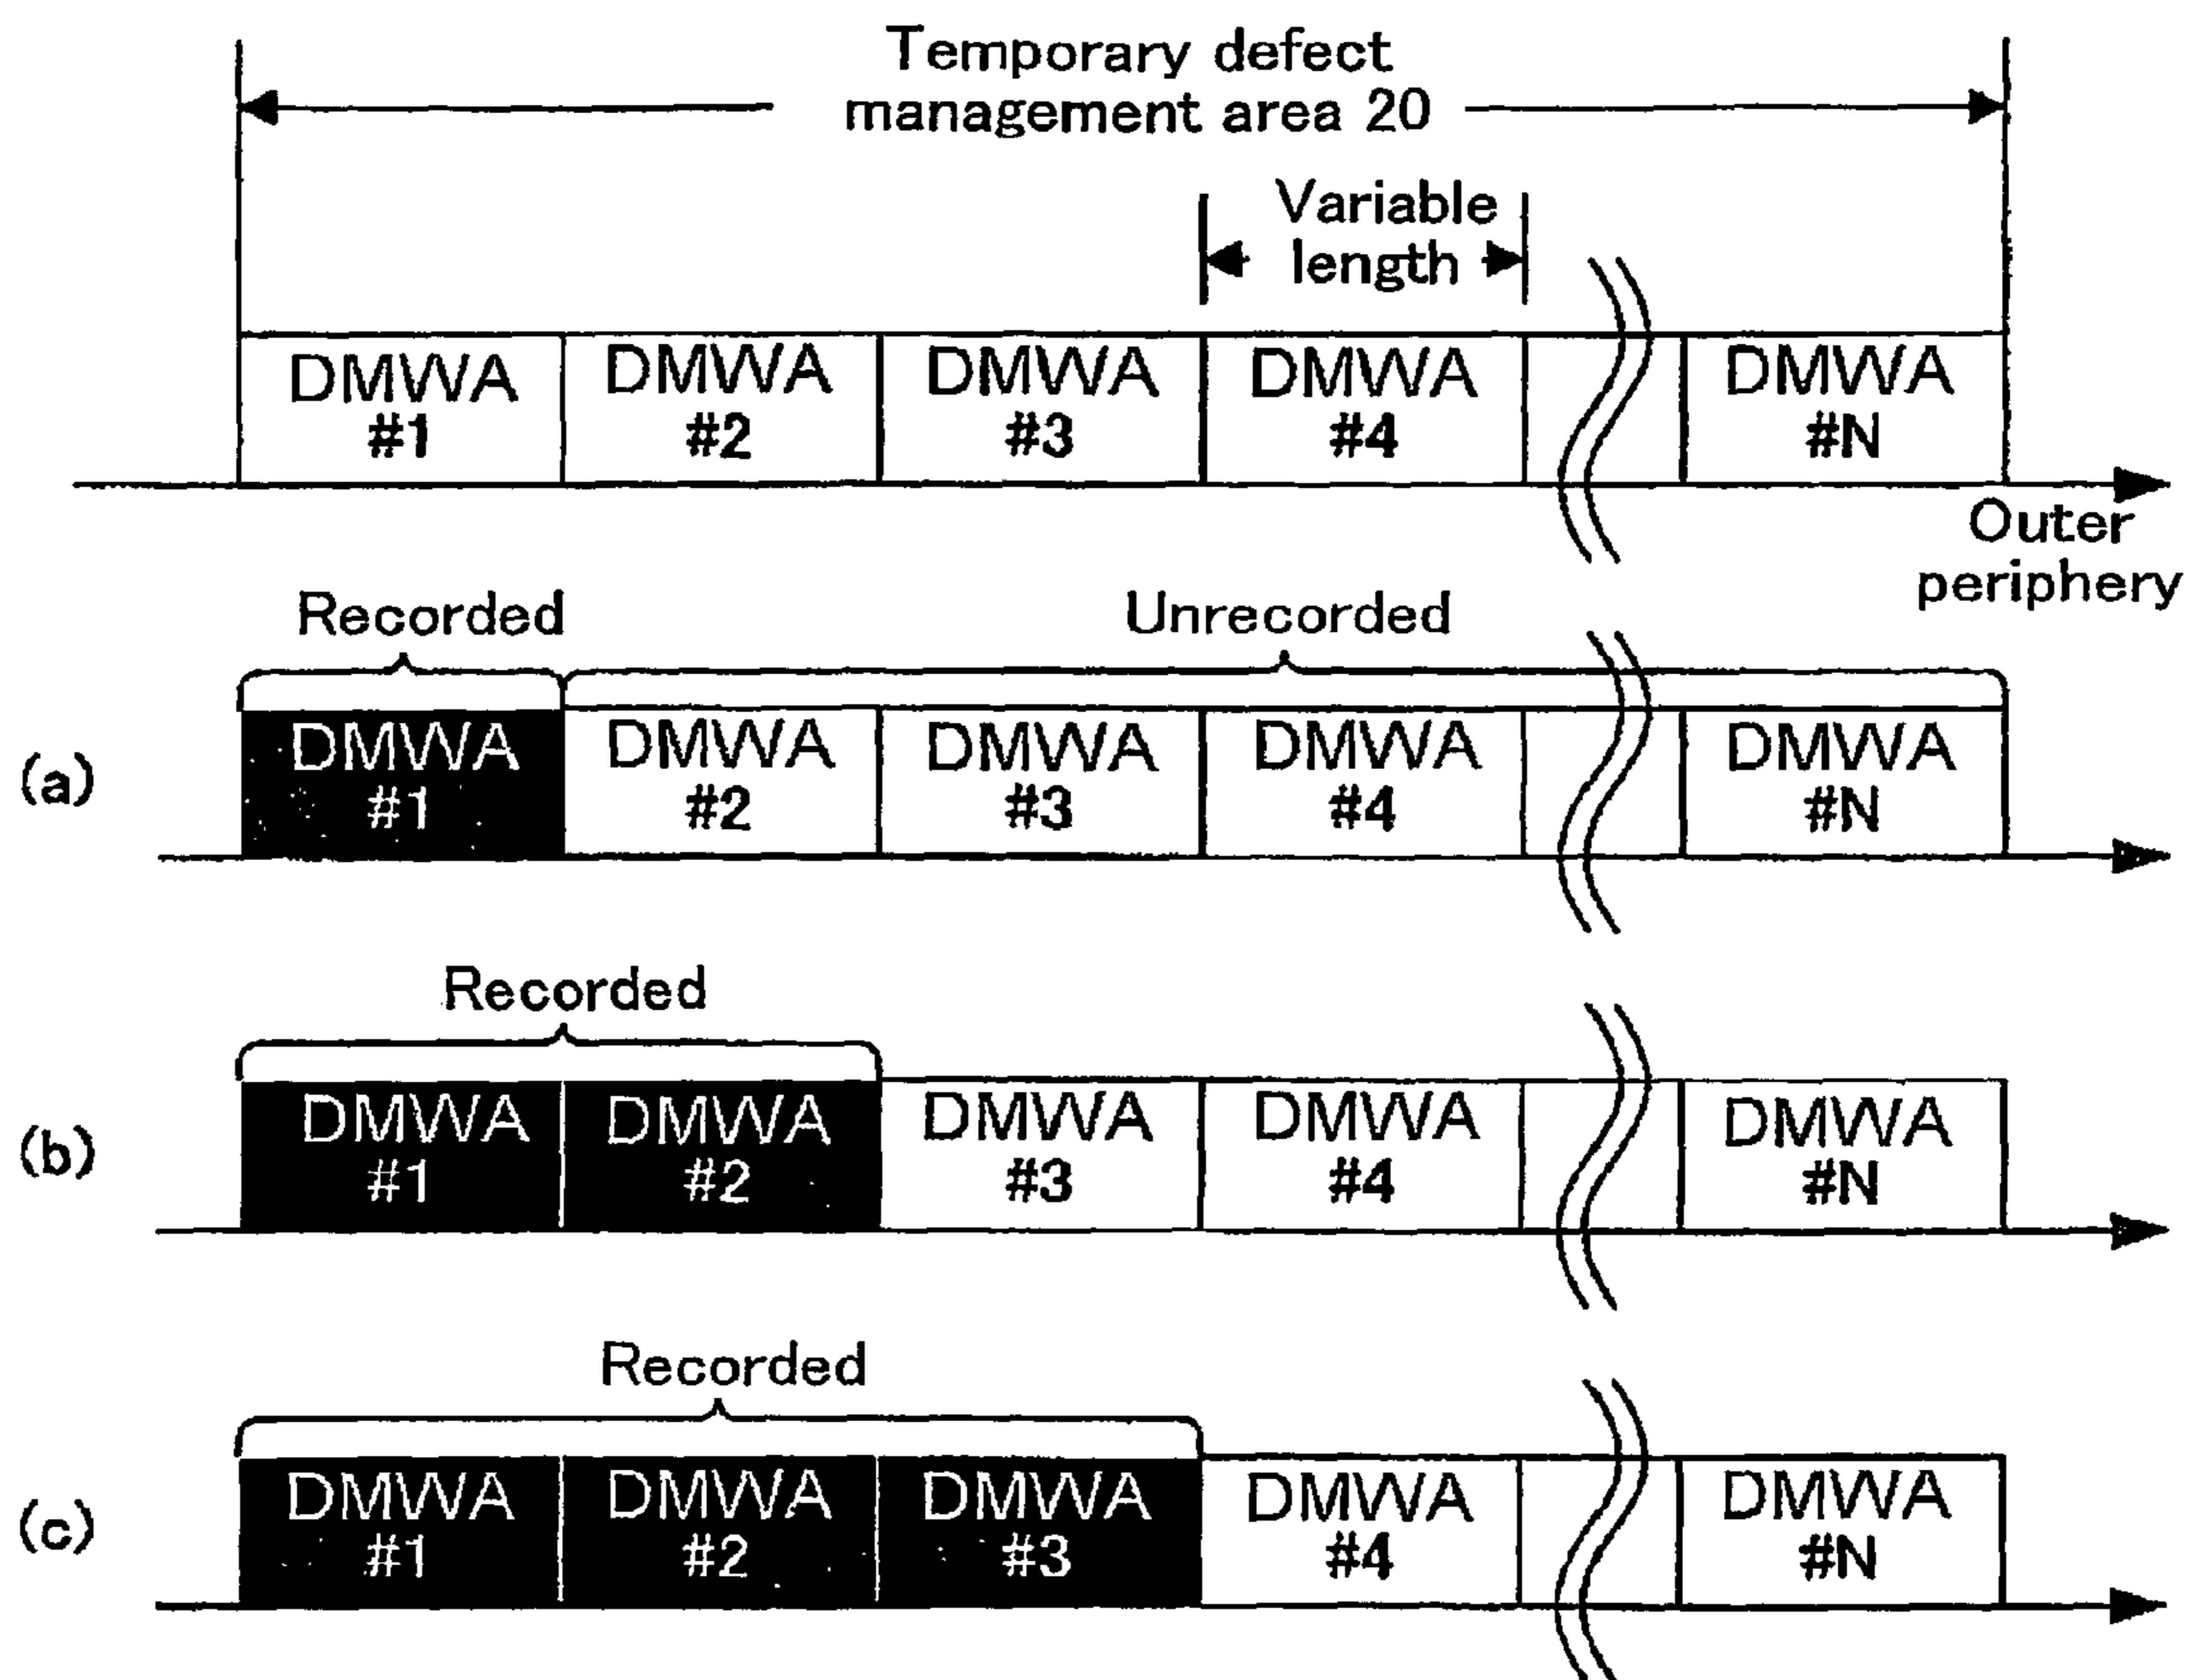 Temporary defect
management area 20
Variable
length
DMWA DMWA DMWA DMWA DMWA
#1 #2 #3 #4 #N
Outer
periphery
Recorded Unrecorded
(a)
DMWA DMWA DMWA DMWA DMWA
#1 #2 #3 #4 #N
Recorded
(b)
DMWA DMWA DMWA DMWA DMWA
#1 #2 #3 #4 #N
Recorded
(c)
DMWA DMWA DMWA DMWA DMWA
#1 #2 #3 #4 #N